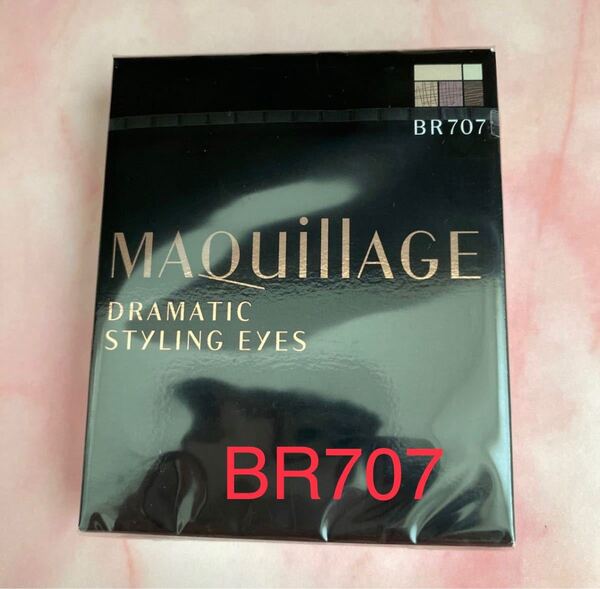 BR707
MAQuillAGE
DRAMATIC
STYLING EYES
BR707